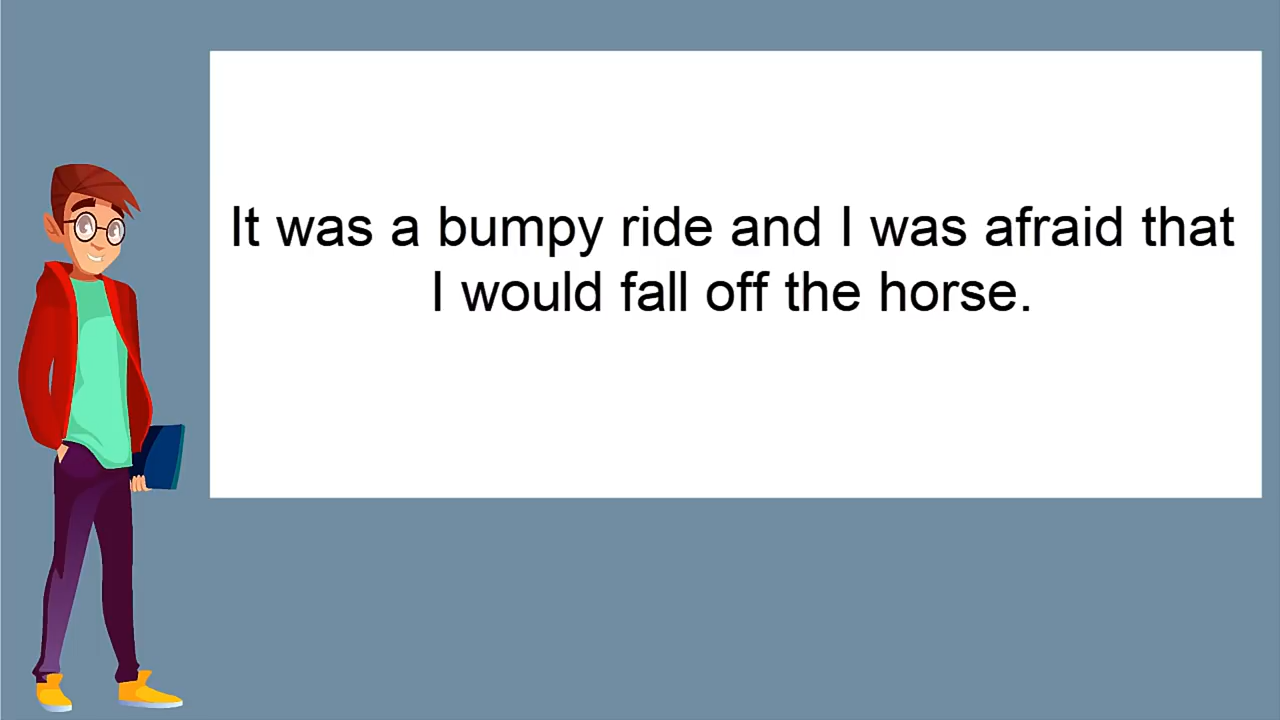 It was a bumpy ride and I was afraid that
I would fall off the horse.